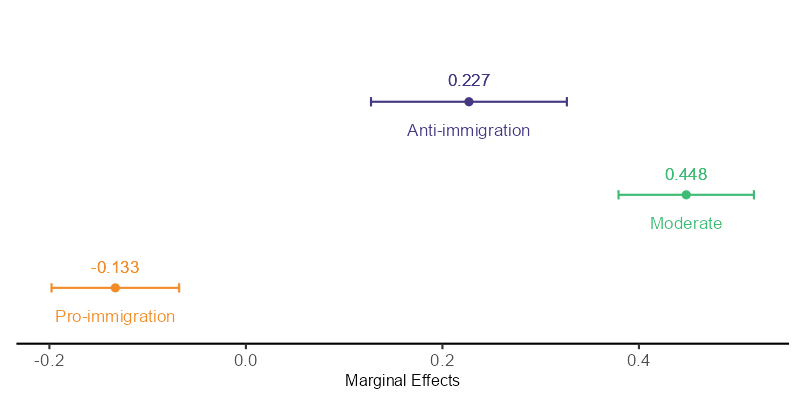 0.227
Anti-immigration
0.448
Moderate
-0.133
Pro-immigration
-0.2 0.0 0.2 0.4
Marginal Effects